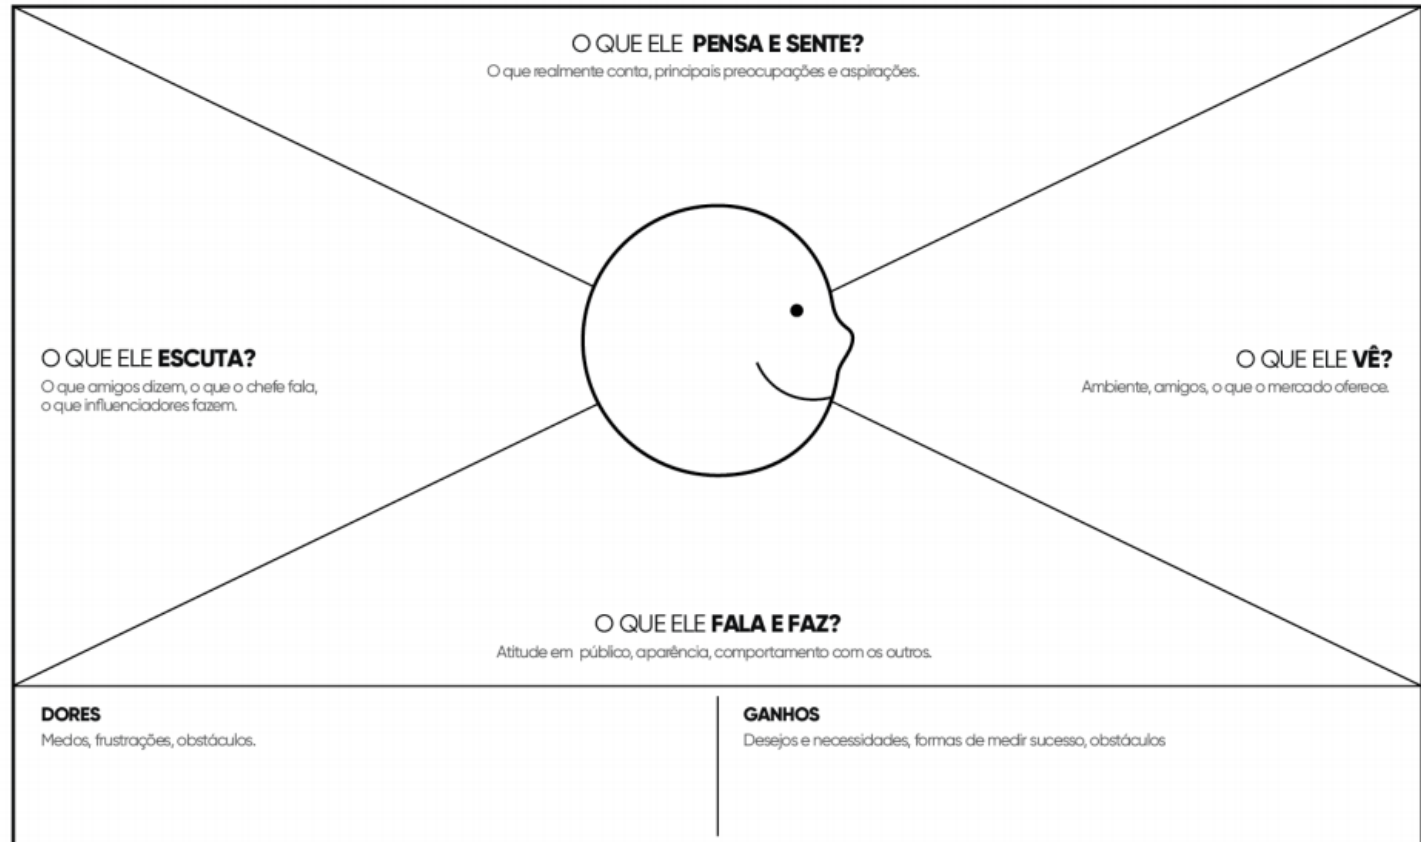 O QUE ELE PENSA E SENTE?
O que realmente conta, principais preocupações e aspirações.
O QUE ELE ESCUTA?
O que amigos dizem, o que o chefe fala,
o que influenciadores fazem.
O QUE ELE VÊ?
Ambiente, amigos, o que o mercado oferece.
O QUE ELE FALA E FAZ?
Atitude em público, aparência, comportamento com os outros.
DORES
Medos, frustrações, obstáculos.
GANHOS
Desejos e necessidades, formas de medir sucesso, obstáculos